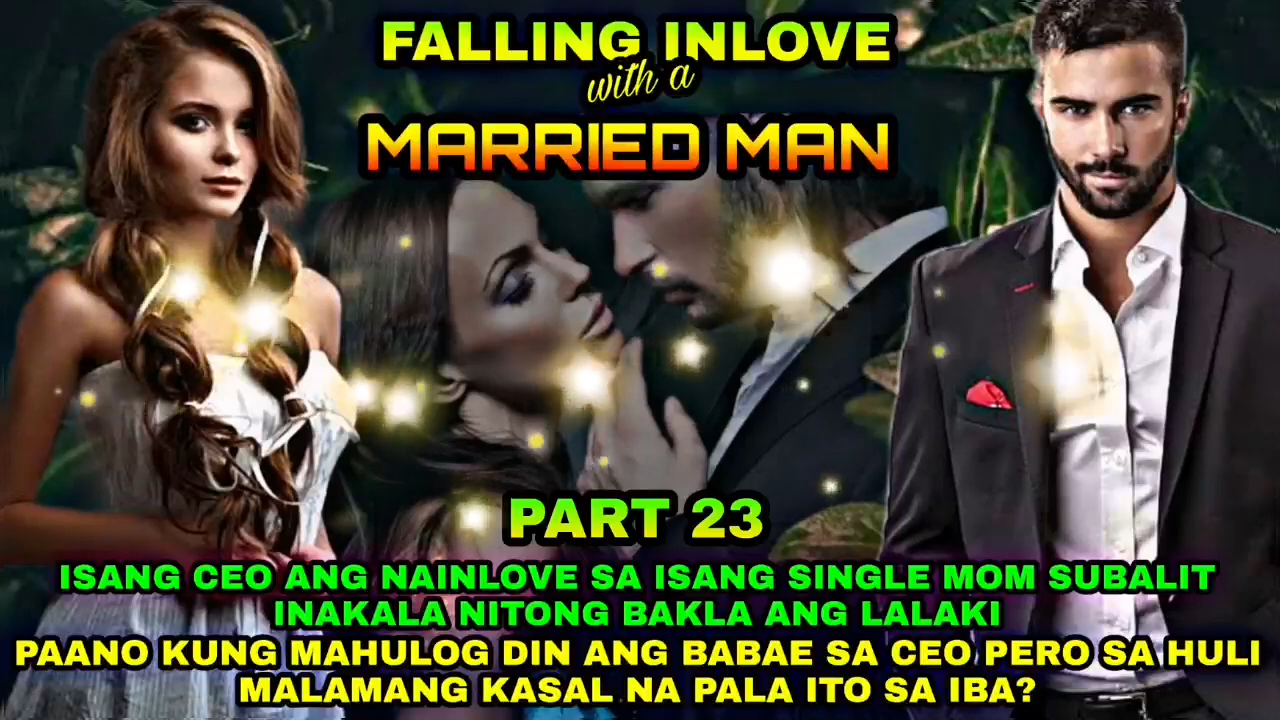 FALLING INLOVE
with a
MARRIED MAN
PART 23
ISANG CEO ANG NAINLOVE SA ISANG SINGLE MOM SUBALIT
INAKALA NITONG BAKLA ANG LALAKI
PAANO KUNG MAHULOG DIN ANG BABAE SA CEO PERO SA HULI
MALAMANG KASAL NA PALA ITO SA IBA?